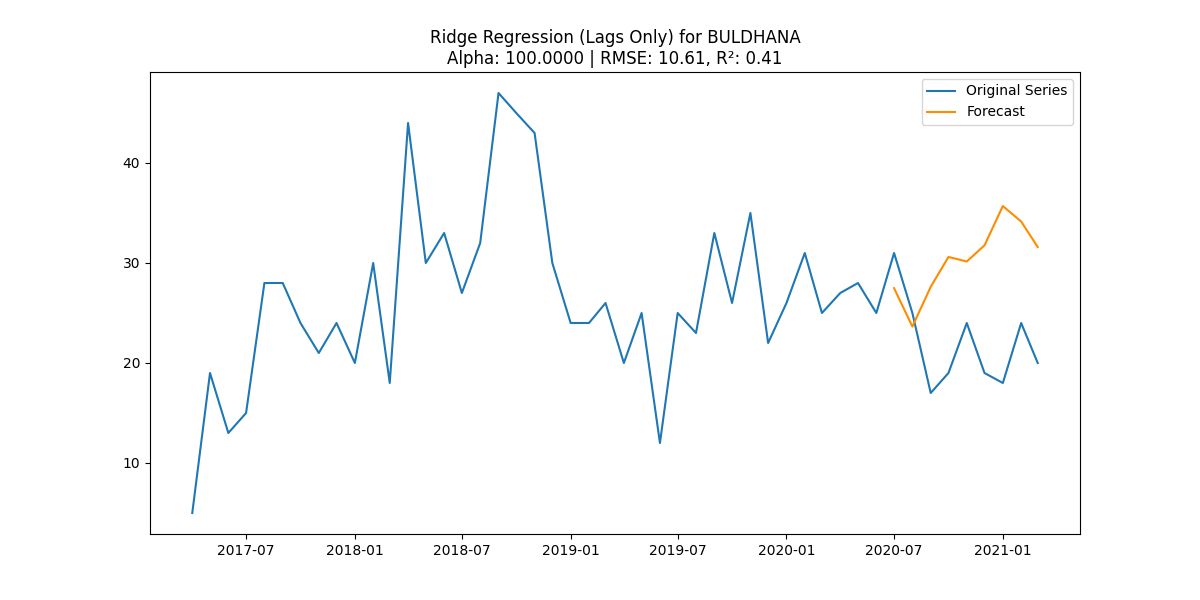 Ridge Regression (Lags Only) for BULDHANA
Alpha: 100.0000 | RMSE: 10.61, R²: 0.41
Original Series
Forecast
40
30
20
10
2017-07 2018-01 2018-07 2019-01 2019-07 2020-01 2020-07 2021-01